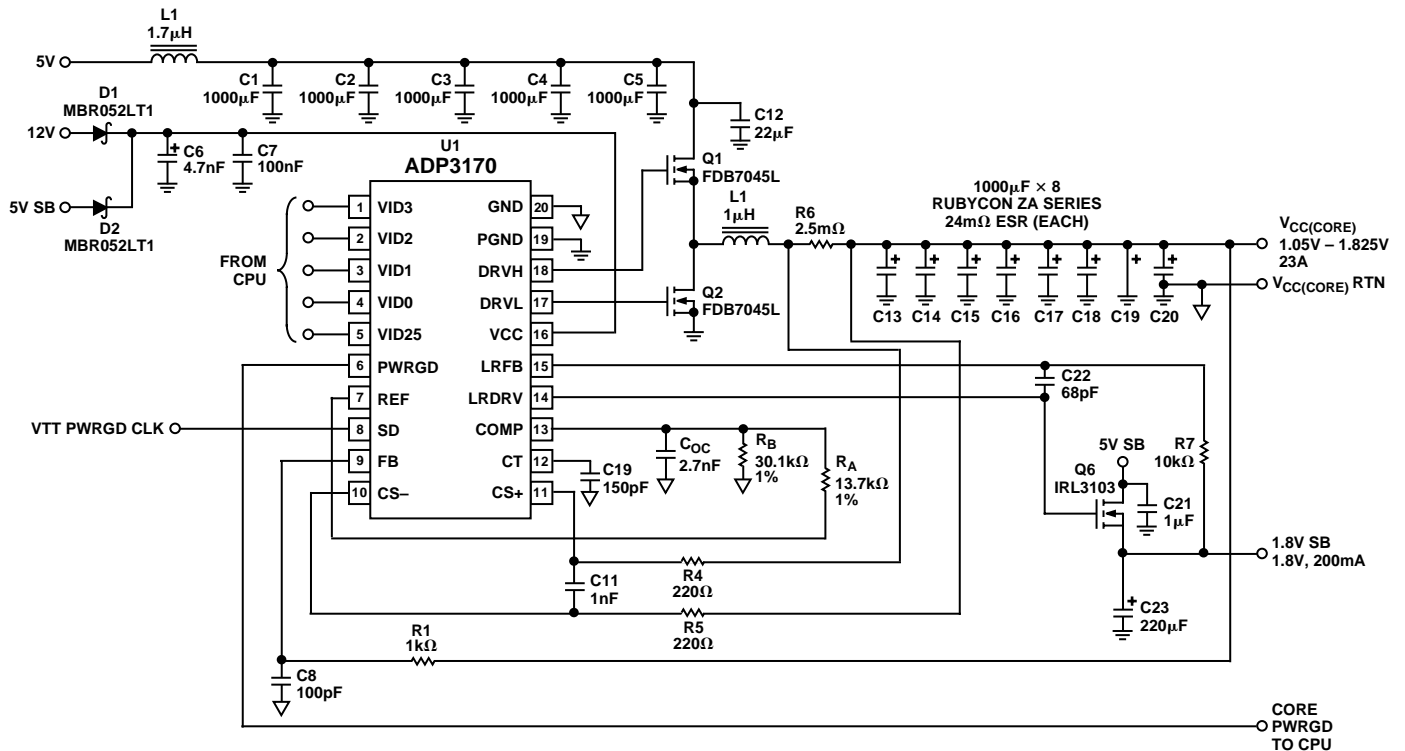 L1
1.7μH
5V
C1
1000μF
C2
1000μF
C3
1000μF
C4
1000μF
C5
1000μF
D1
MBR052LT1
12V
C6
4.7nF
C7
100nF
C12
22μF
U1
ADP3170
Q1
FDB7045L
5V SB
D2
MBR052LT1
FROM
CPU
1 VID3
2 VID2
3 VID1
4 VID0
5 VID25
6 PWRGD
7 REF
8 SD
9 FB
10 CS–
GND 20
PGND 19
DRVH 18
DRVL 17
VCC 16
LRFB 15
LRDRV 14
COMP 13
CT 12
CS+ 11
L1
1μH
R6
2.5mΩ
1000μF × 8
RUBYCON ZA SERIES
24mΩ ESR (EACH)
VCC(CORE)
1.05V – 1.825V
23A
VCC(CORE) RTN
Q2
FDB7045L
C13 C14 C15 C16 C17 C18 C19 C20
C22
68pF
VTT PWRGD CLK
COC
2.7nF
RB
30.1kΩ
1%
RA
13.7kΩ
1%
C19
150pF
5V SB
R7
10kΩ
Q6
IRL3103
C21
1μF
1.8V SB
1.8V, 200mA
R4
220Ω
C11
1nF
R5
220Ω
C23
220μF
R1
1kΩ
C8
100pF
CORE
PWRGD
TO CPU